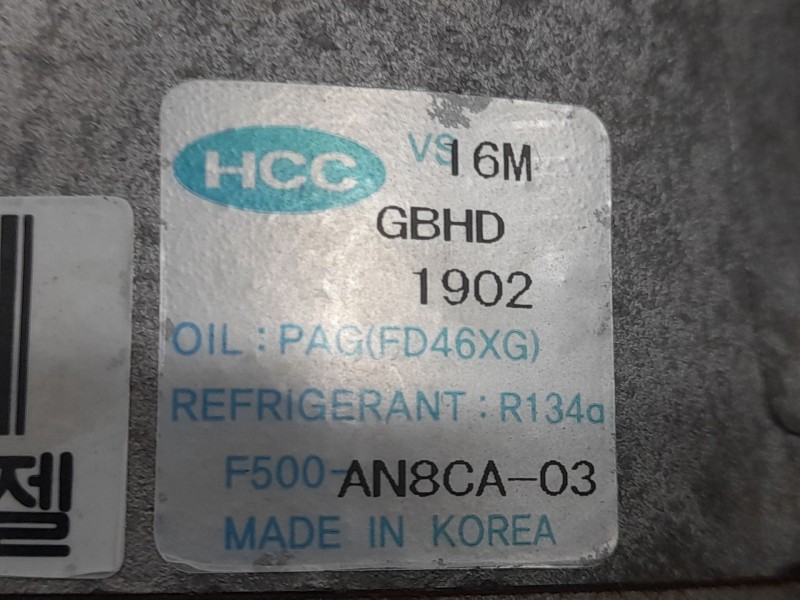 HCC VS16M
GBHD
1902
OIL : PAG(FD46XG)
REFRIGERANT : R134a
F500-AN8CA-03
MADE IN KOREA
젤